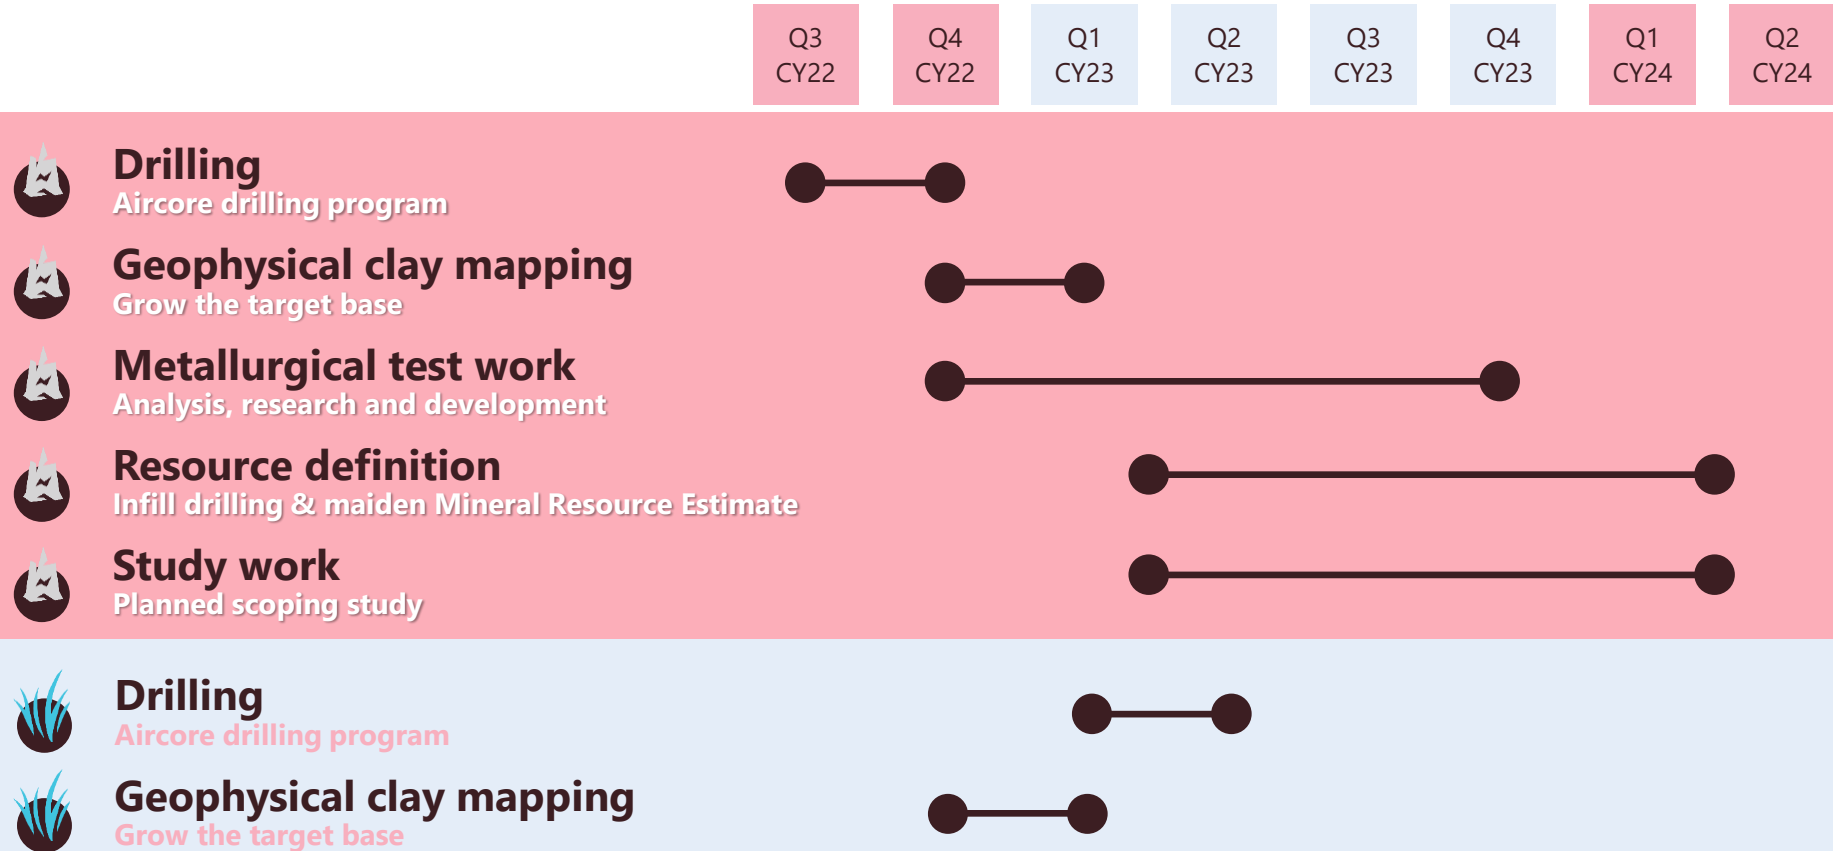 Q3
CY22
Q4
CY22
Q1
CY23
Q2
CY23
Q3
CY23
Q4
CY23
Q1
CY24
Q2
CY24
Drilling
Aircore drilling program
Geophysical clay mapping
Grow the target base
Metallurgical test work
Analysis, research and development
Resource definition
Infill drilling & maiden Mineral Resource Estimate
Study work
Planned scoping study
Drilling
Aircore drilling program
Geophysical clay mapping
Grow the target base